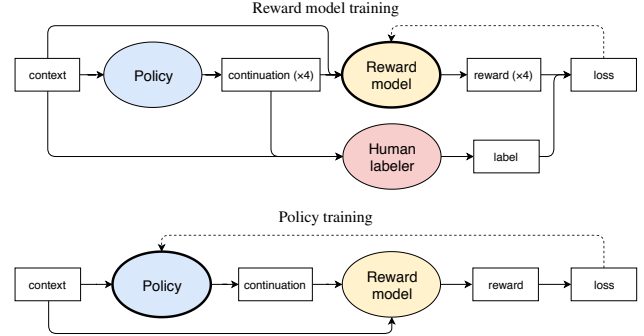 Reward model training
context
Policy
continuation (×4)
Reward
model
reward (×4)
loss
Human
labeler
label
Policy training
context
Policy
continuation
Reward
model
reward
loss